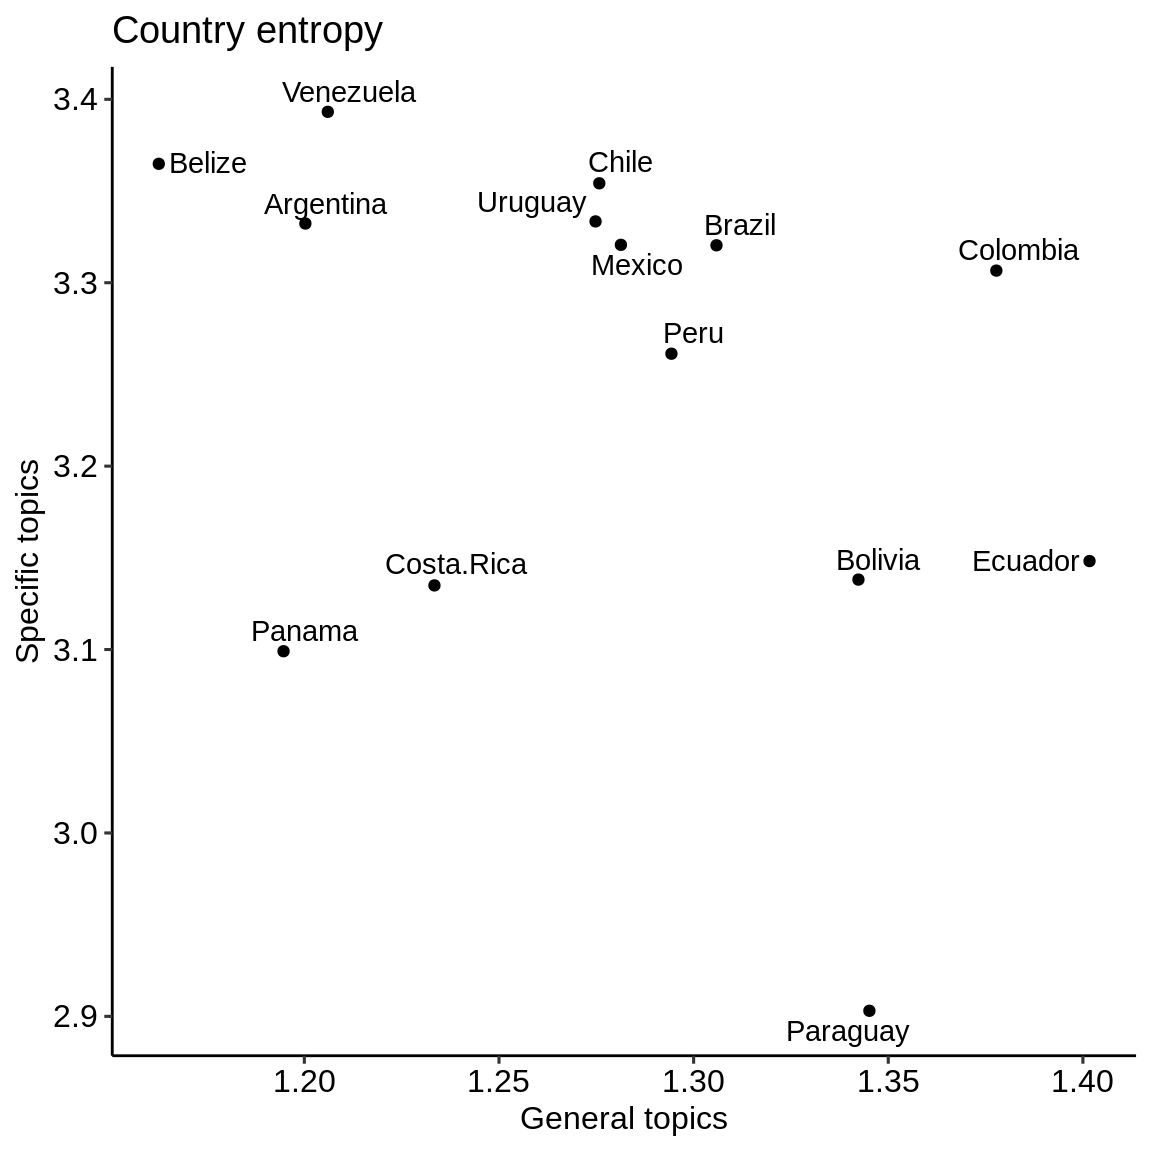 Country entropy
Venezuela
3.4
Belize
Chile
Argentina
Uruguay
Brazil
Colombia
Mexico
3.3
Peru
3.2
Specific topics
Costa.Rica
Bolivia
Ecuador
Panama
3.1
3.0
2.9
Paraguay
1.20
1.25
1.30
1.35
1.40
General topics